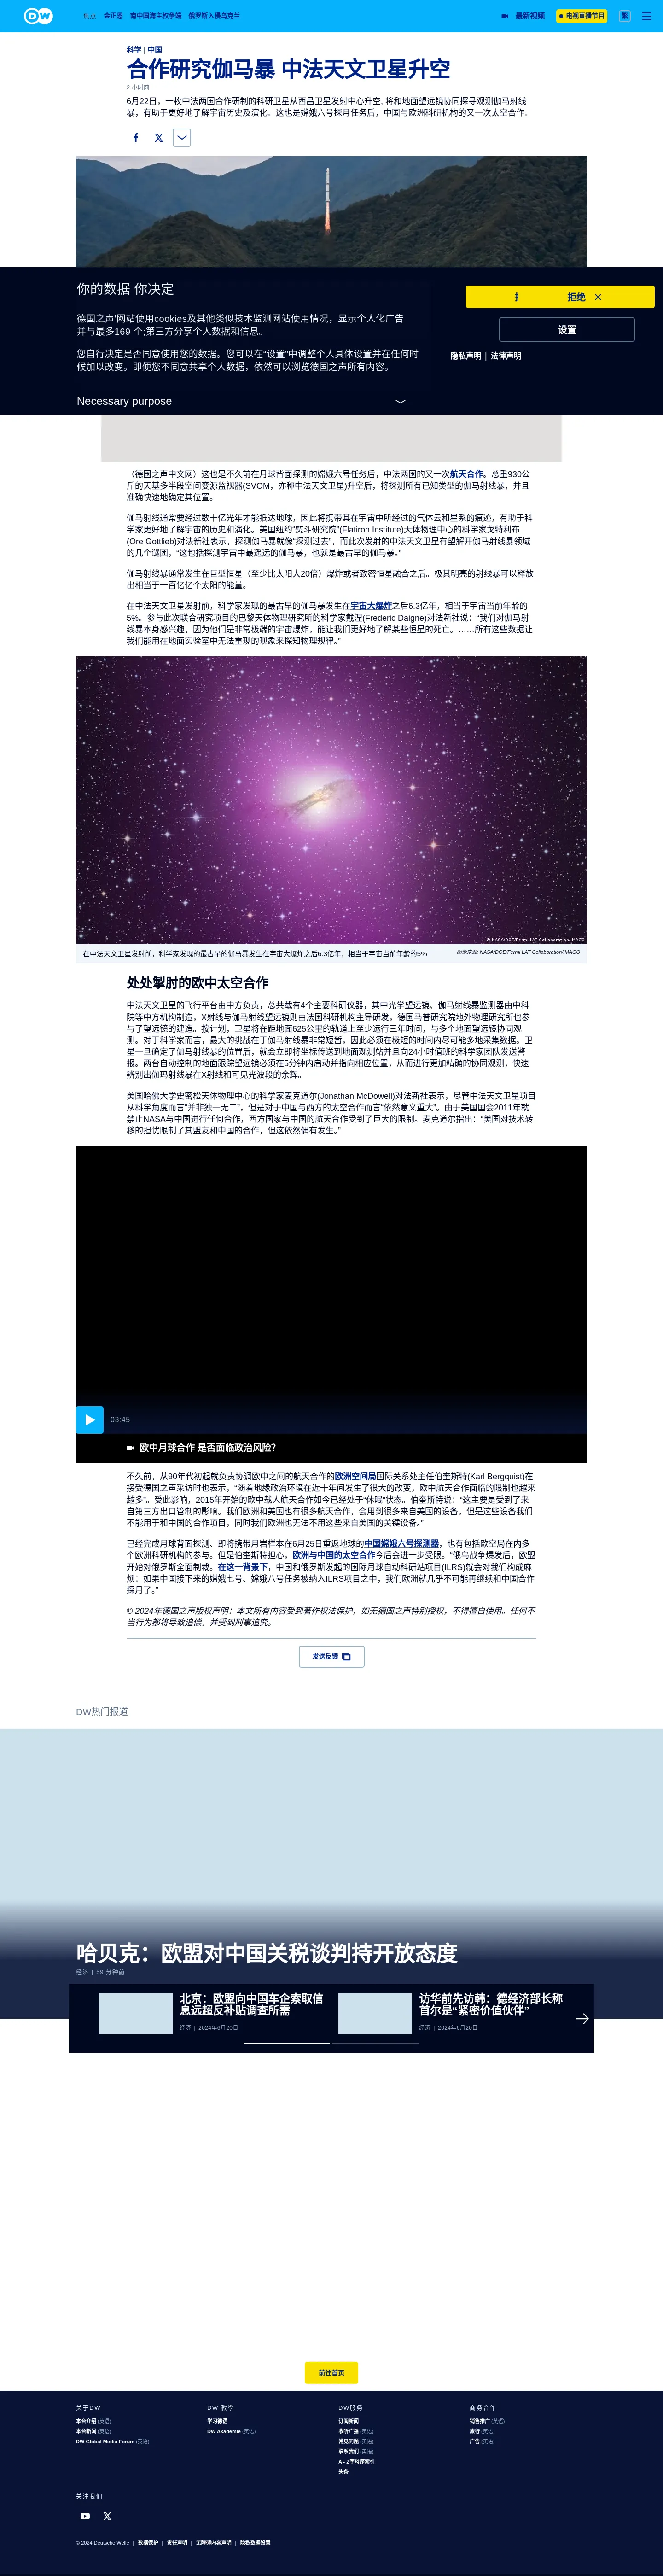 DW
焦点 金正恩 南中国海主权争端 俄罗斯入侵乌克兰
最新视频 电视直播节目 繁
科学 | 中国
合作研究伽马暴 中法天文卫星升空
2 小时前
6月22日，一枚中法两国合作研制的科研卫星从西昌卫星发射中心升空, 将和地面望远镜协同探寻观测伽马射线
暴，有助于更好地了解宇宙历史及演化。这也是嫦娥六号探月任务后，中国与欧洲科研机构的又一次太空合作。
你的数据 你决定
德国之声'网站使用cookies及其他类似技术监测网站使用情况，显示个人化广告
并与最多169 个;第三方分享个人数据和信息。
您自行决定是否同意使用您的数据。您可以在“设置”中调整个人具体设置并在任何时
候加以改变。即便您不同意共享个人数据，依然可以浏览德国之声所有内容。
Necessary purpose
拒绝
设置
隐私声明 | 法律声明
（德国之声中文网）这也是不久前在月球背面探测的嫦娥六号任务后，中法两国的又一次航天合作。总重930公
斤的天基多半段空间变源监视器(SVOM，亦称中法天文卫星)升空后，将探测所有已知类型的伽马射线暴，并且
准确快速地确定其位置。
伽马射线通常要经过数十亿光年才能抵达地球，因此将携带其在宇宙中所经过的气体云和星系的痕迹，有助于科
学家更好地了解宇宙的历史和演化。美国纽约“熨斗研究院”(Flatiron Institute)天体物理中心的科学家戈特利布
(Ore Gottlieb)对法新社表示，探测伽马暴就像“探测过去”，而此次发射的中法天文卫星有望解开伽马射线暴领域
的几个谜团，“这包括探测宇宙中最遥远的伽马暴，也就是最古早的伽马暴。”
伽马射线暴通常发生在巨型恒星（至少比太阳大20倍）爆炸或者致密恒星融合之后。极其明亮的射线暴可以释放
出相当于一百亿亿个太阳的能量。
在中法天文卫星发射前，科学家发现的最古早的伽马暴发生在宇宙大爆炸之后6.3亿年，相当于宇宙当前年龄的
5%。参与此次联合研究项目的巴黎天体物理研究所的科学家戴涅(Frederic Daigne)对法新社说：“我们对伽马射
线暴本身感兴趣，因为他们是非常极端的宇宙爆炸，能让我们更好地了解某些恒星的死亡。……所有这些数据让
我们能用在地面实验室中无法重现的现象来探知物理规律。”
© NASA/DOE/Fermi LAT Collaboration/IMAGO
在中法天文卫星发射前，科学家发现的最古早的伽马暴发生在宇宙大爆炸之后6.3亿年，相当于宇宙当前年龄的5%
图像来源: NASA/DOE/Fermi LAT Collaboration/IMAGO
处处掣肘的欧中太空合作
中法天文卫星的飞行平台由中方负责，总共载有4个主要科研仪器，其中光学望远镜、伽马射线暴监测器由中科
院等中方机构制造，X射线与伽马射线望远镜则由法国科研机构主导研发，德国马普研究院地外物理研究所也参
与了望远镜的建造。按计划，卫星将在距地面625公里的轨道上至少运行三年时间，与多个地面望远镜协同观
测。对于科学家而言，最大的挑战在于伽马射线暴非常短暂，因此必须在极短的时间内尽可能多地采集数据。卫
星一旦确定了伽马射线暴的位置后，就会立即将坐标传送到地面观测站并且向24小时值班的科学家团队发送警
报。两台自动控制的地面跟踪望远镜必须在5分钟内启动并指向相应位置，从而进行更加精确的协同观测，快速
辨别出伽玛射线暴在X射线和可见光波段的余辉。
美国哈佛大学史密松天体物理中心的科学家麦克道尔(Jonathan McDowell)对法新社表示，尽管中法天文卫星项目
从科学角度而言“并非独一无二”，但是对于中国与西方的太空合作而言“依然意义重大”。由于美国国会2011年就
禁止NASA与中国进行任何合作，西方国家与中国的航天合作受到了巨大的限制。麦克道尔指出：“美国对技术转
移的担忧限制了其盟友和中国的合作，但这依然偶有发生。”
03:45
欧中月球合作 是否面临政治风险?
不久前，从90年代初起就负责协调欧中之间的航天合作的欧洲空间局国际关系处主任伯奎斯特(Karl Bergquist)在
接受德国之声采访时也表示，“随着地缘政治环境在近十年间发生了很大的改变，欧中航天合作面临的限制也越来
越多”。受此影响，2015年开始的欧中载人航天合作如今已经处于“休眠”状态。伯奎斯特说：“这主要是受到了来
自第三方出口管制的影响。我们欧洲和美国也有很多航天合作，会用到很多来自美国的设备，但是这些设备我们
不能用于和中国的合作项目，同时我们欧洲也无法不用这些来自美国的关键设备。”
已经完成月球背面探测、即将携带月岩样本在6月25日重返地球的中国嫦娥六号探测器，也有包括欧空局在内多
个欧洲科研机构的参与。但是伯奎斯特担心，欧洲与中国的太空合作今后会进一步受限。“俄乌战争爆发后，欧盟
开始对俄罗斯全面制裁。在这一背景下，中国和俄罗斯发起的国际月球自动科研站项目(ILRS)就会对我们构成麻
烦：如果中国接下来的嫦娥七号、嫦娥八号任务被纳入ILRS项目之中，我们欧洲就几乎不可能再继续和中国合作
探月了。”
© 2024年德国之声版权声明：本文所有内容受到著作权法保护，如无德国之声特别授权，不得擅自使用。任何不
当行为都将导致追偿，并受到刑事追究。
发送反馈
DW热门报道
哈贝克：欧盟对中国关税谈判持开放态度
经济 | 59 分钟前
北京：欧盟向中国车企索取信
息远超反补贴调查所需
经济 | 2024年6月20日
访华前先访韩：德经济部长称
首尔是“紧密价值伙伴”
经济 | 2024年6月20日
前往首页
关于DW
本台介绍 (英语)
本台新闻 (英语)
DW Global Media Forum (英语)
DW 教學
学习德语
DW Akademie (英语)
DW服务
订阅新闻
收听广播 (英语)
常见问题 (英语)
联系我们 (英语)
A - Z字母序索引
头条
商务合作
销售推广 (英语)
旅行 (英语)
广告 (英语)
关注我们
© 2024 Deutsche Welle | 数据保护 | 责任声明 | 无障碍内容声明 | 隐私数据设置